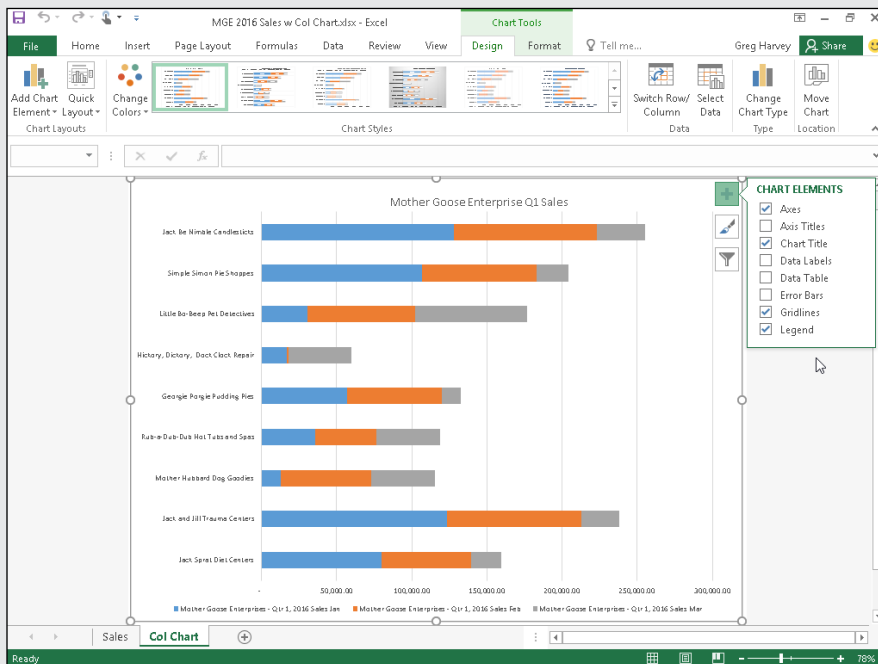 MGE 2016 Sales w Col Chart.xlsx - Excel
Chart Tools
File Home Insert Page Layout Formulas Data Review View Design Format Tell me... Greg Harvey Share
Add Chart Element
Quick Layout
Change Colors
Switch Row/ Column
Select Data
Change Chart Type
Move Chart
Chart Layouts
Chart Styles
Data
Type
Location
fx
Mother Goose Enterprise Q1 Sales
Jack Be Nimble Candlesticks
Simple Simon Pie Shoppes
Little Bo-Beep Pet Detectives
Hickory, Dickory, Dock Clock Repair
Georgie Porgie Pudding Pies
Rub-a-Dub-Dub Hot Tubs and Spas
Mother Hubbard Dog Goodies
Jack and Jill Trauma Centers
Jack Sprat Diet Centers
- 50,000.00 100,000.00 150,000.00 200,000.00 250,000.00 300,000.00
Mother Goose Enterprises - Qtr 1, 2016 Sales Jan
Mother Goose Enterprises - Qtr 1, 2016 Sales Feb
Mother Goose Enterprises - Qtr 1, 2016 Sales Mar
CHART ELEMENTS
Axes
Axis Titles
Chart Title
Data Labels
Data Table
Error Bars
Gridlines
Legend
Sales
Col Chart
Ready
78%